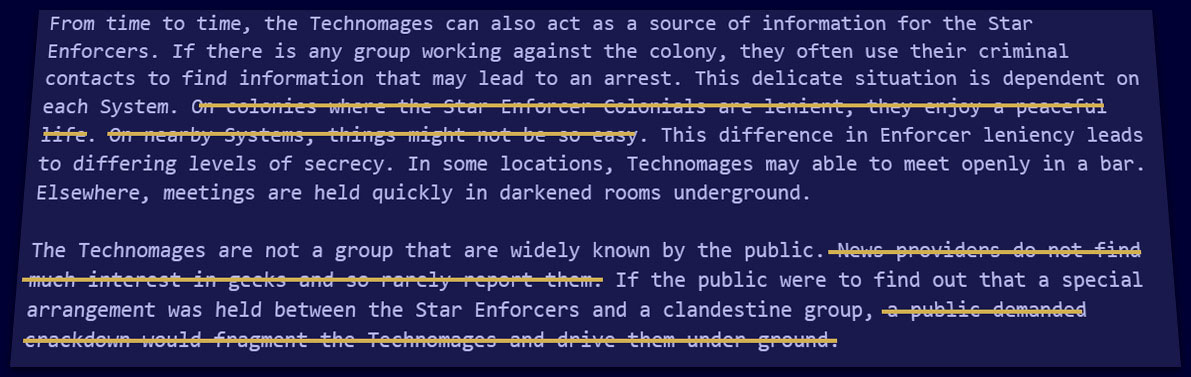 From time to time, the Technomages can also act as a source of information for the Star
Enforcers. If there is any group working against the colony, they often use their criminal
contacts to find information that may lead to an arrest. This delicate situation is dependent on
each System. On colonies where the Star Enforcer Colonials are lenient, they enjoy a peaceful
life. On nearby Systems, things might not be so easy. This difference in Enforcer leniency leads
to differing levels of secrecy. In some locations, Technomages may able to meet openly in a bar.
Elsewhere, meetings are held quickly in darkened rooms underground.
The Technomages are not a group that are widely known by the public. News providers do not find
much interest in geeks and so rarely report them. If the public were to find out that a special
arrangement was held between the Star Enforcers and a clandestine group, a public demanded
crackdown would fragment the Technomages and drive them under ground.